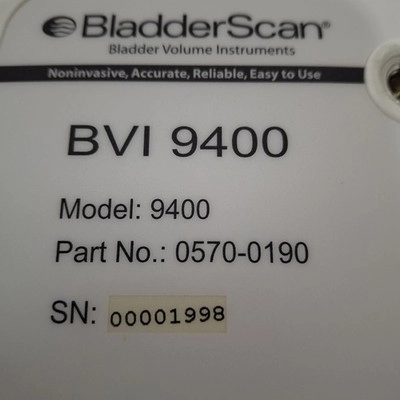 BladderScan®
Bladder Volume Instruments
Noninvasive, Accurate, Reliable, Easy to Use
BVI 9400
Model: 9400
Part No.: 0570-0190
SN: 00001998